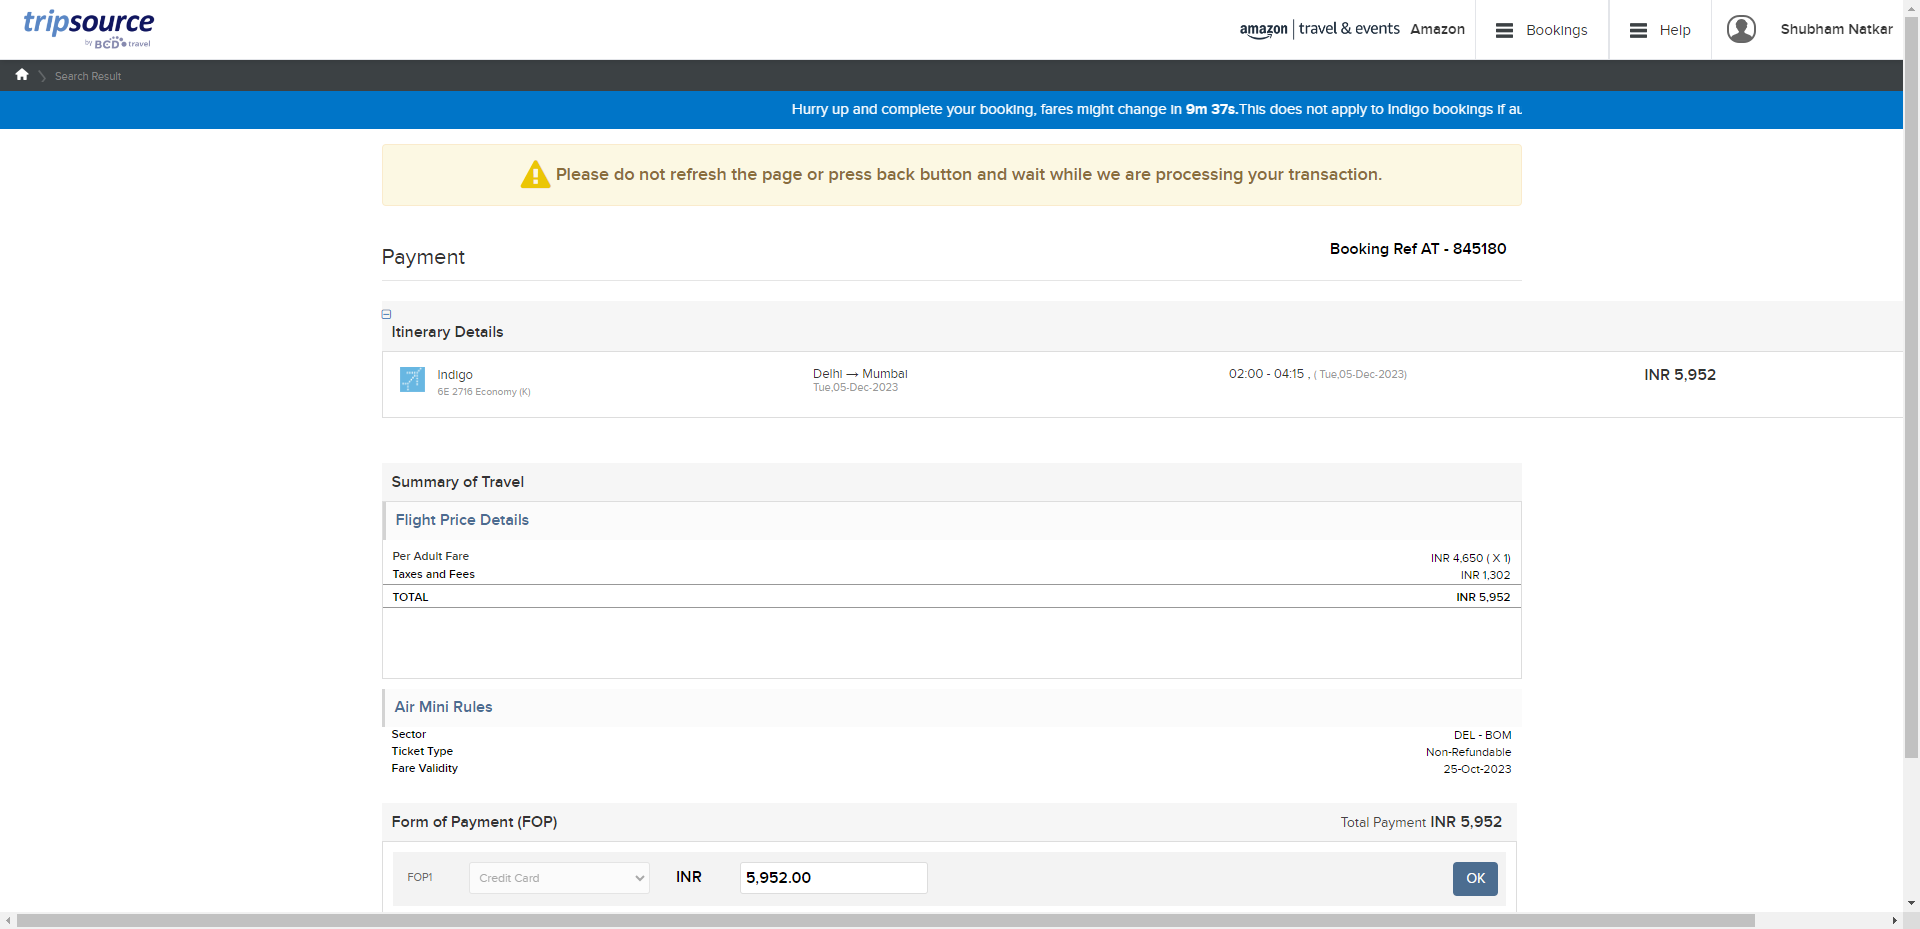 tripsource
by BCD travel
amazon | travel & events Amazon
Bookings
Help
Shubham Natkar
Search Result
Hurry up and complete your booking, fares might change in 9m 37s.This does not apply to Indigo bookings if au
Please do not refresh the page or press back button and wait while we are processing your transaction.
Payment
Booking Ref AT - 845180
Itinerary Details
Indigo
6E 2716 Economy (K)
Delhi → Mumbai
Tue,05-Dec-2023
02:00 - 04:15 , ( Tue,05-Dec-2023)
INR 5,952
Summary of Travel
Flight Price Details
Per Adult Fare INR 4,650 ( X 1)
Taxes and Fees INR 1,302
TOTAL INR 5,952
Air Mini Rules
Sector DEL - BOM
Ticket Type Non-Refundable
Fare Validity 25-Oct-2023
Form of Payment (FOP) Total Payment INR 5,952
FOP1 Credit Card INR 5,952.00 OK